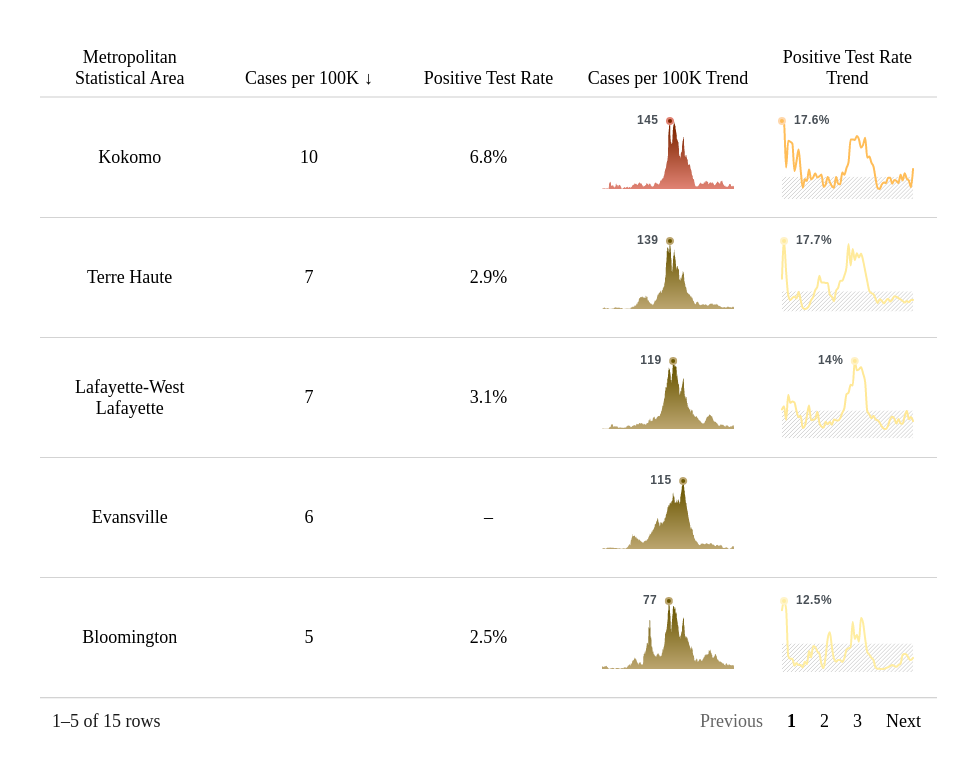 Metropolitan
Statistical Area
Cases per 100K ↓
Positive Test Rate
Cases per 100K Trend
Positive Test Rate
Trend
Kokomo
10
6.8%
145
17.6%
Terre Haute
7
2.9%
139
17.7%
Lafayette-West
Lafayette
7
3.1%
119
14%
Evansville
6
–
115
Bloomington
5
2.5%
77
12.5%
1–5 of 15 rows
Previous 1 2 3 Next